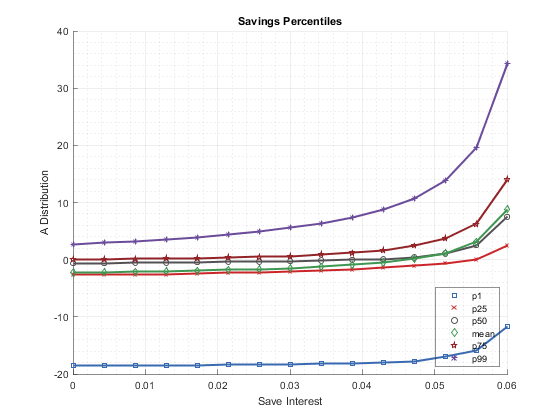 Savings Percentiles
40
30
20
10
0
-10
-20
A Distribution
0
0.01
0.02
0.03
0.04
0.05
0.06
Save Interest
p1
p25
p50
mean
p75
p99